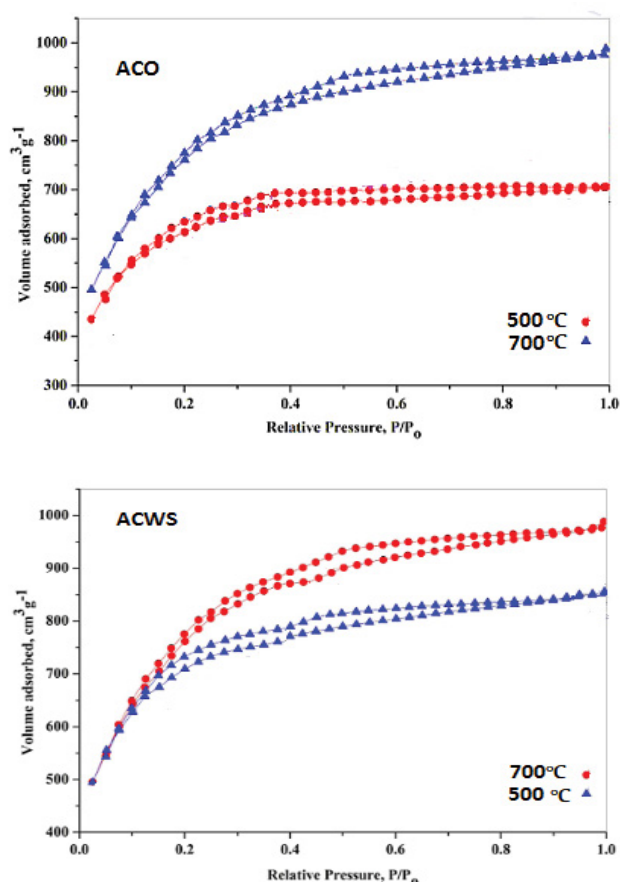 ACO
Volume adsorbed, cm³g-1
1000
900
800
700
600
500
400
300
500 °C
700 °C
0.0 0.2 0.4 0.6 0.8 1.0
Relative Pressure, P/Po
ACWS
Volume adsorbed, cm³g-1
1000
900
800
700
600
500
400
700°C
500 °C
0.0 0.2 0.4 0.6 0.8 1.0
Relative Pressure, P/Po